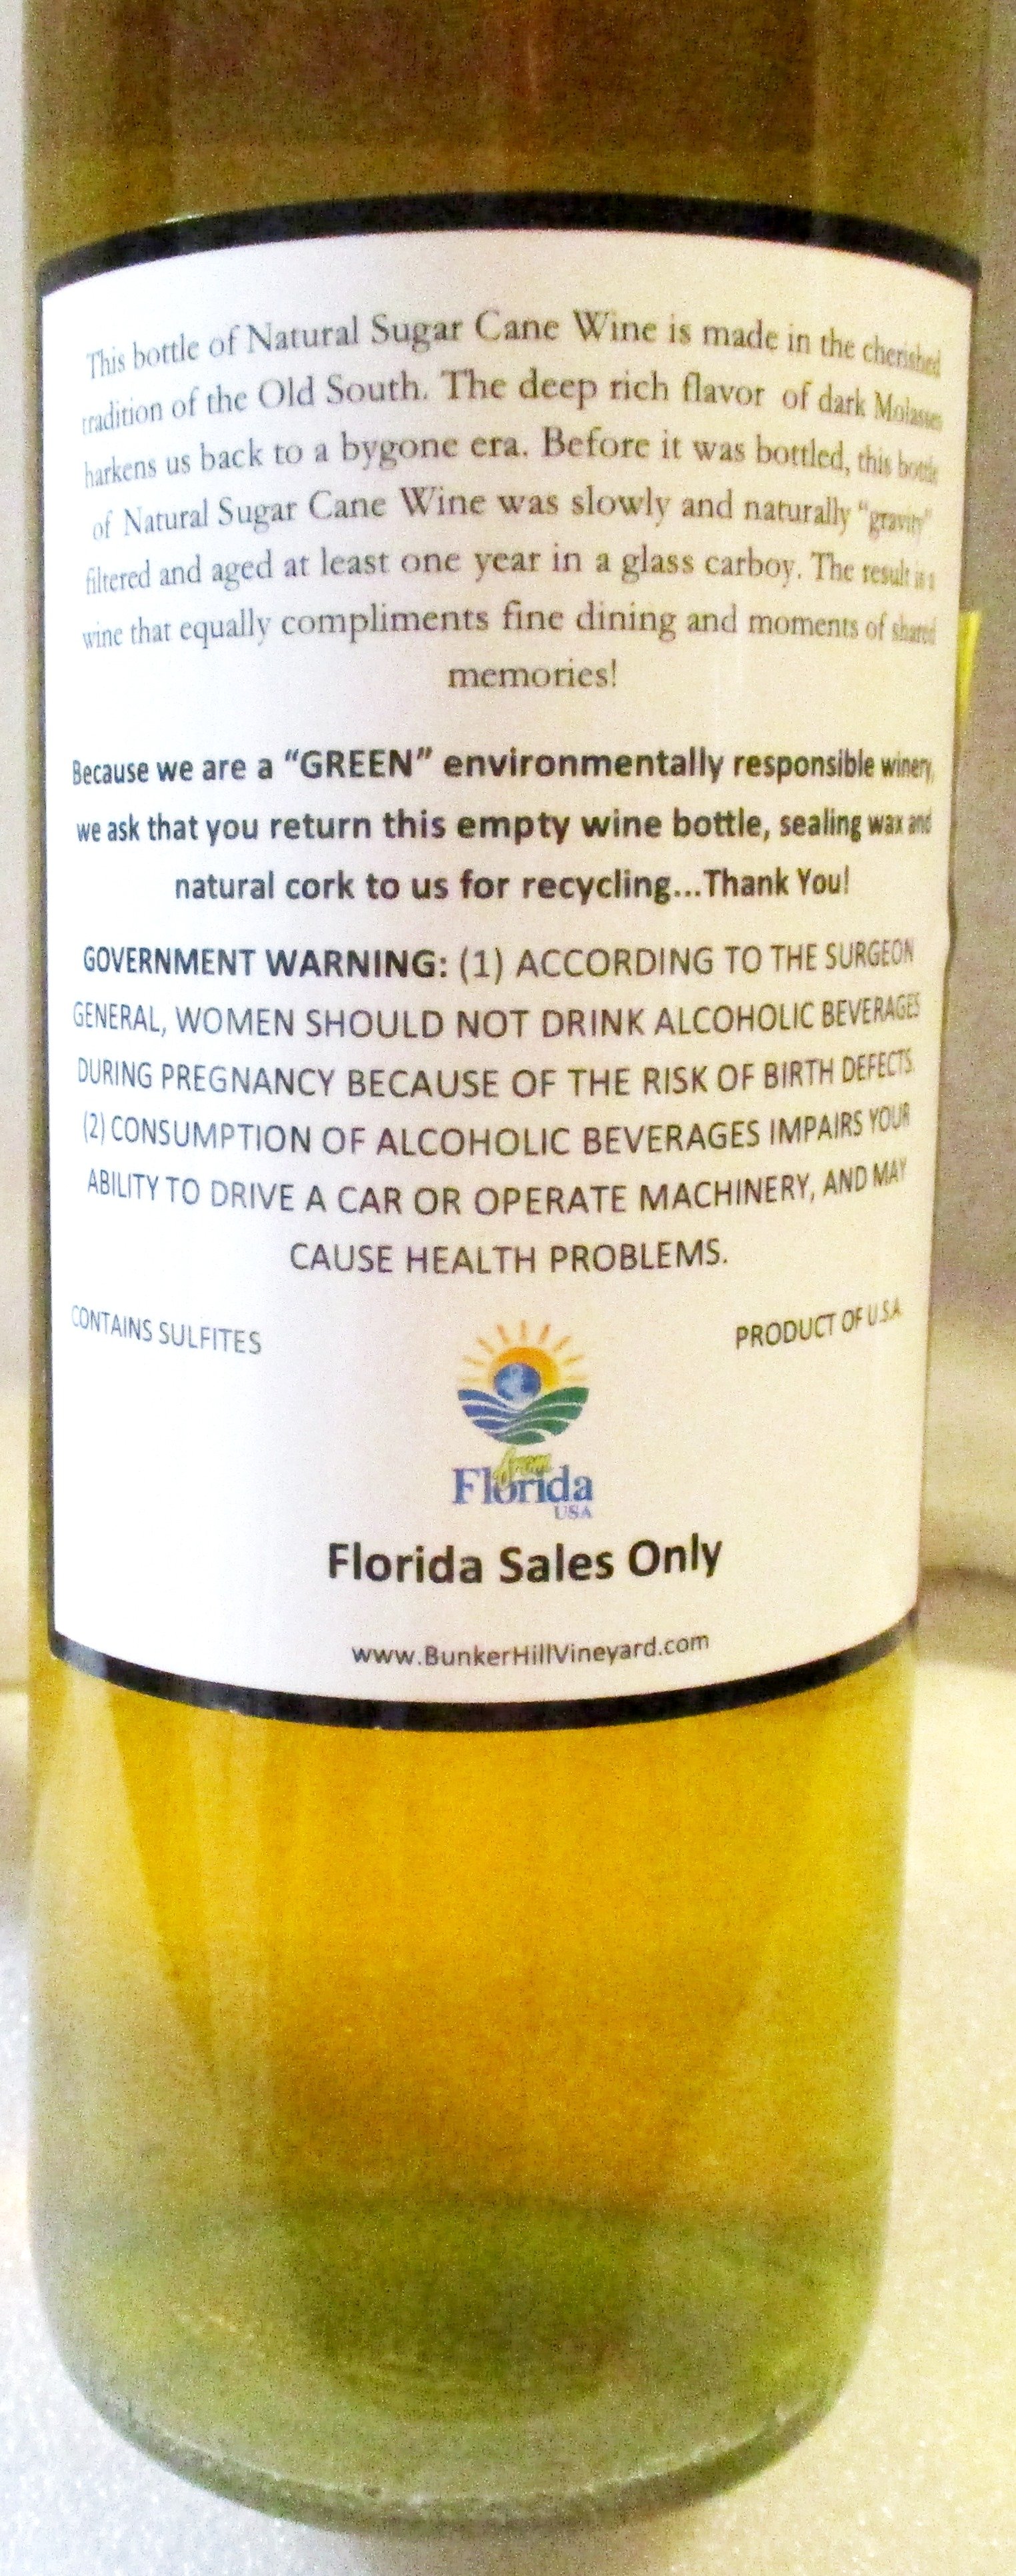 This bottle of Natural Sugar Cane Wine is made in the cherished
tradition of the Old South. The deep rich flavor of dark Molasses
harkens us back to a bygone era. Before it was bottled, this bottle
of Natural Sugar Cane Wine was slowly and naturally "gravity"
filtered and aged at least one year in a glass carboy. The result is a
wine that equally compliments fine dining and moments of shared
memories!
Because we are a "GREEN" environmentally responsible winery,
we ask that you return this empty wine bottle, sealing wax and
natural cork to us for recycling...Thank You!
GOVERNMENT WARNING: (1) ACCORDING TO THE SURGEON
GENERAL, WOMEN SHOULD NOT DRINK ALCOHOLIC BEVERAGES
DURING PREGNANCY BECAUSE OF THE RISK OF BIRTH DEFECTS.
(2) CONSUMPTION OF ALCOHOLIC BEVERAGES IMPAIRS YOUR
ABILITY TO DRIVE A CAR OR OPERATE MACHINERY, AND MAY
CAUSE HEALTH PROBLEMS.
CONTAINS SULFITES
PRODUCT OF U.S.A
from
Florida
USA
Florida Sales Only
www.BunkerHillVineyard.com